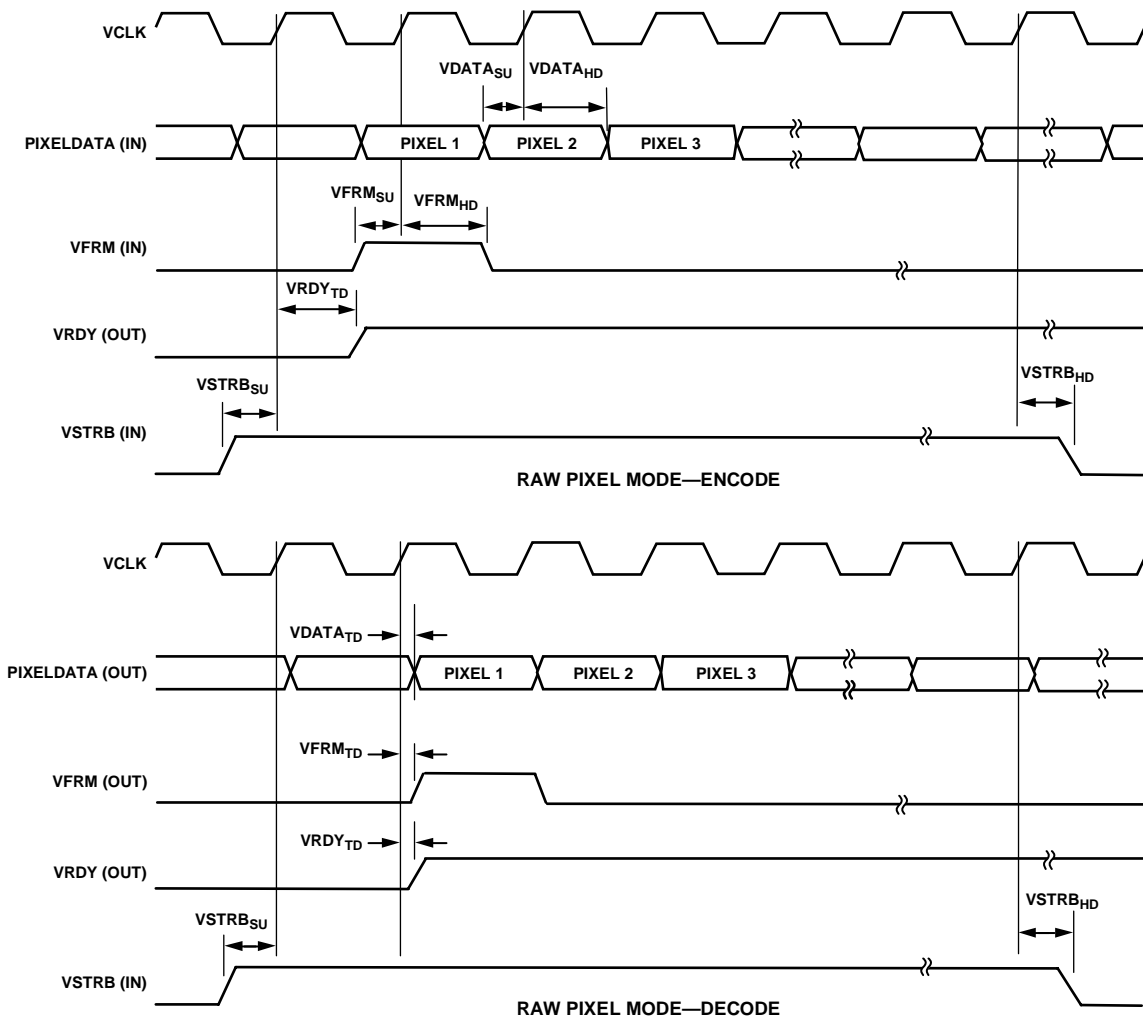 VCLK
VDATASU VDATAHD
PIXELDATA (IN) PIXEL 1 PIXEL 2 PIXEL 3
VFRMSU VFRMHD
VFRM (IN)
VRDYTD
VRDY (OUT)
VSTRBSU VSTRBHD
VSTRB (IN)
RAW PIXEL MODE—ENCODE
VCLK
VDATATD
PIXELDATA (OUT) PIXEL 1 PIXEL 2 PIXEL 3
VFRMTD
VFRM (OUT)
VRDYTD
VRDY (OUT)
VSTRBSU VSTRBHD
VSTRB (IN)
RAW PIXEL MODE—DECODE